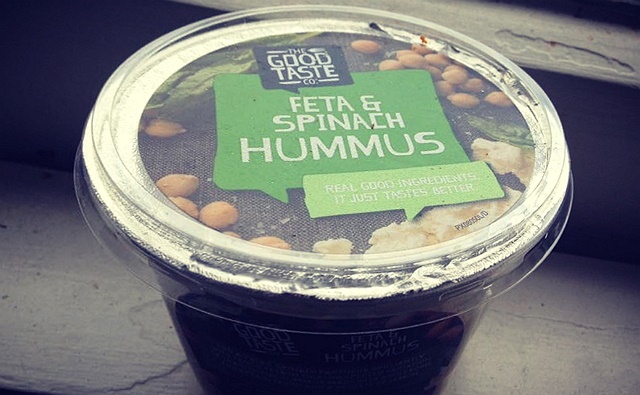 THE
GOOD
TASTE
CO.
FETA &
SPINACH
HUMMUS
REAL GOOD INGREDIENTS.
IT JUST TASTES BETTER.
GOOD
TASTE
FETA &
SPINACH
HUMMUS